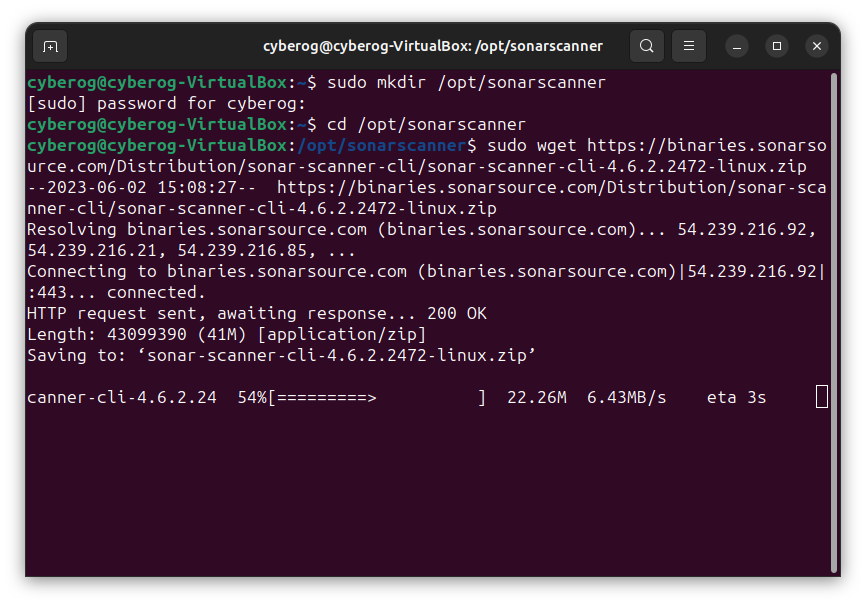 cyberog@cyberog-VirtualBox: /opt/sonarscanner
cyberog@cyberog-VirtualBox:~$ sudo mkdir /opt/sonarscanner
[sudo] password for cyberog:
cyberog@cyberog-VirtualBox:~$ cd /opt/sonarscanner
cyberog@cyberog-VirtualBox:/opt/sonarscanner$ sudo wget https://binaries.sonarso
urce.com/Distribution/sonar-scanner-cli/sonar-scanner-cli-4.6.2.2472-linux.zip
--2023-06-02 15:08:27--  https://binaries.sonarsource.com/Distribution/sonar-sca
nner-cli/sonar-scanner-cli-4.6.2.2472-linux.zip
Resolving binaries.sonarsource.com (binaries.sonarsource.com)... 54.239.216.92,
54.239.216.21, 54.239.216.85, ...
Connecting to binaries.sonarsource.com (binaries.sonarsource.com)|54.239.216.92|
:443... connected.
HTTP request sent, awaiting response... 200 OK
Length: 43099390 (41M) [application/zip]
Saving to: ‘sonar-scanner-cli-4.6.2.2472-linux.zip’
canner-cli-4.6.2.24  54%[=========>          ]  22.26M  6.43MB/s    eta 3s